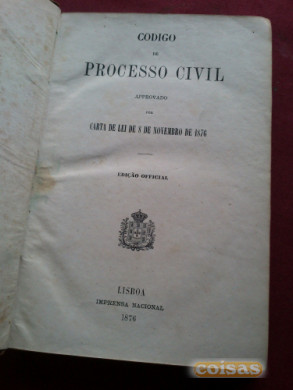 CODIGO
DE
PROCESSO CIVIL
APPROVADO
POR
CARTA DE LEI DE 8 DE NOVEMBRO DE 1876
EDIÇÃO OFFICIAL
LISBOA
IMPRENSA NACIONAL
1876
coisas